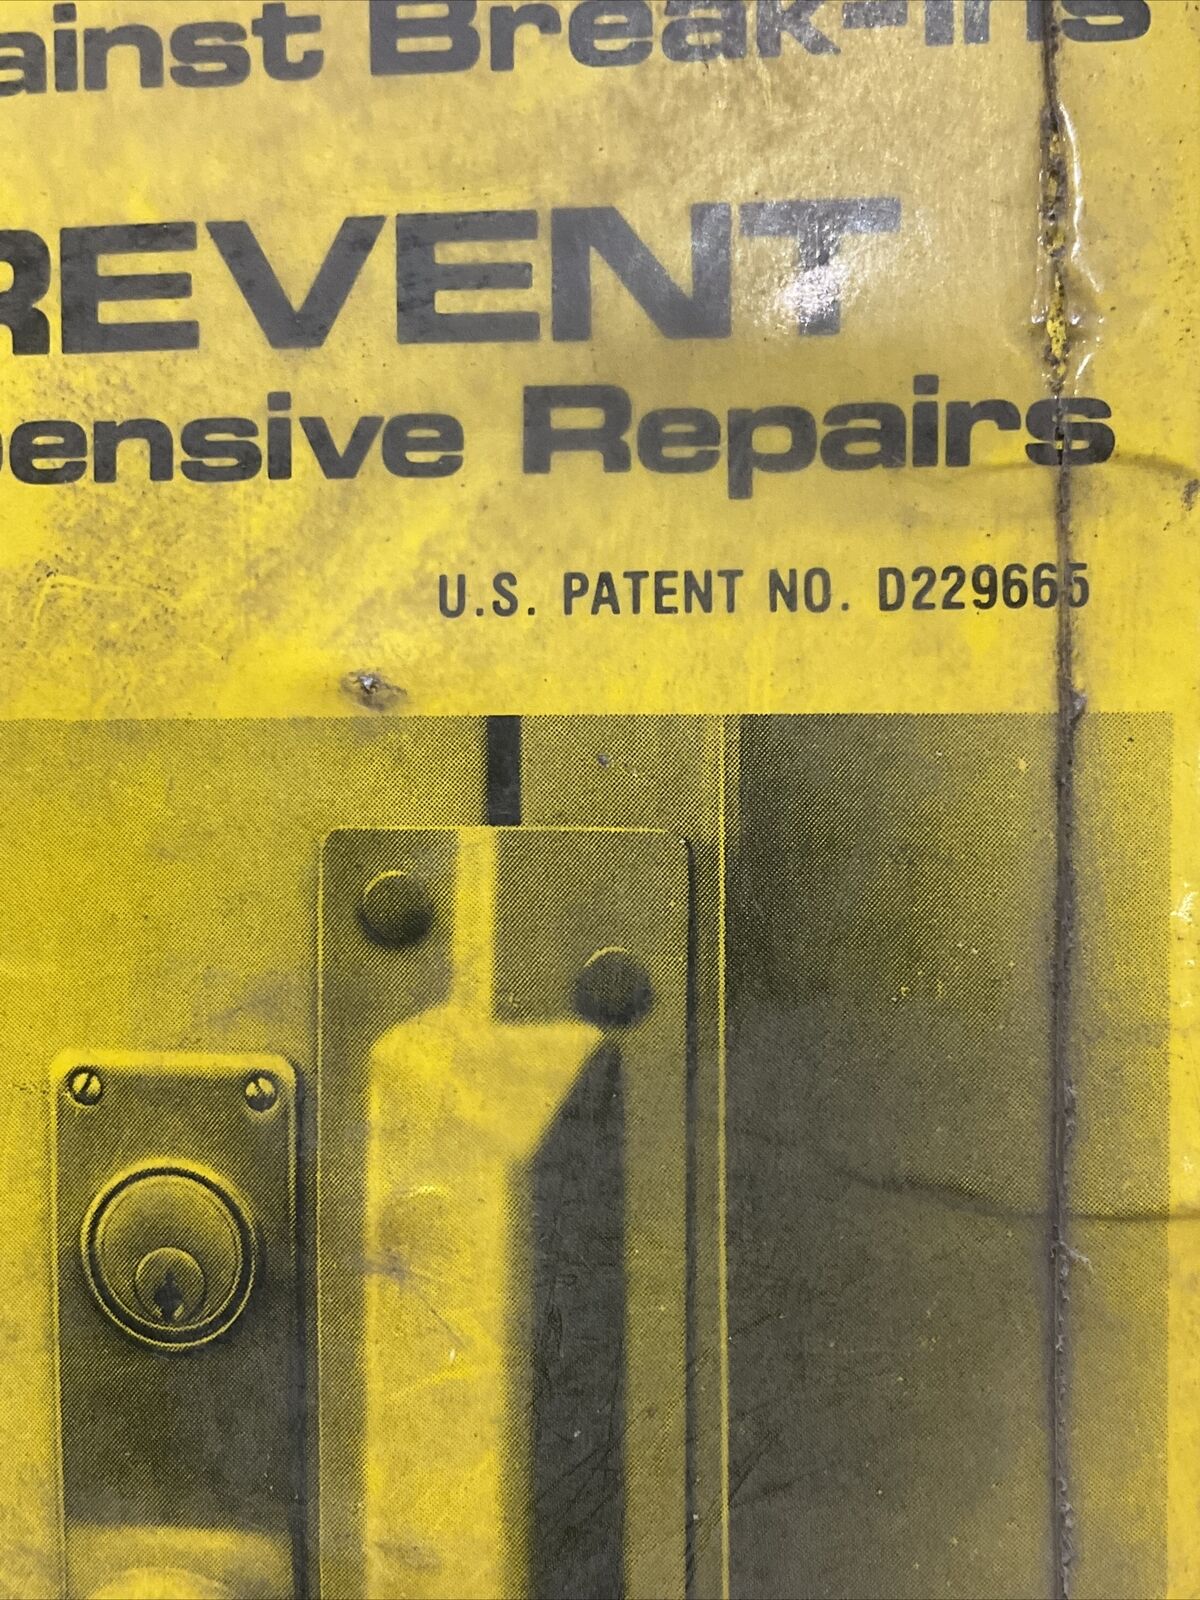 ainst Break-Ins
REVENT
pensive Repairs
U.S. PATENT NO. D229665